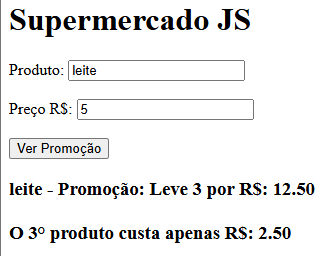 Supermercado JS
Produto: leite
Preço R$: 5
Ver Promoção
leite - Promoção: Leve 3 por R$: 12.50
O 3º produto custa apenas R$: 2.50